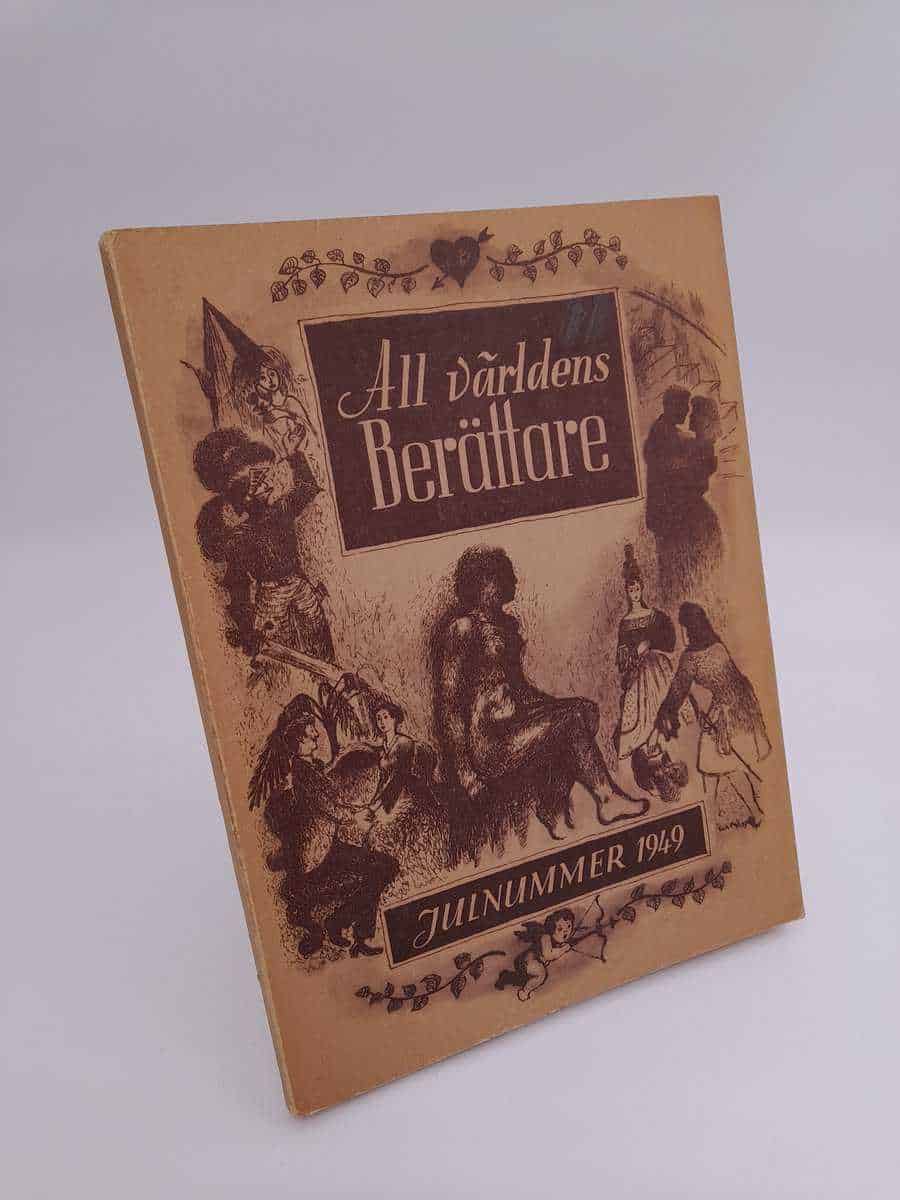 All världens
Berättare
JULNUMMER 1949